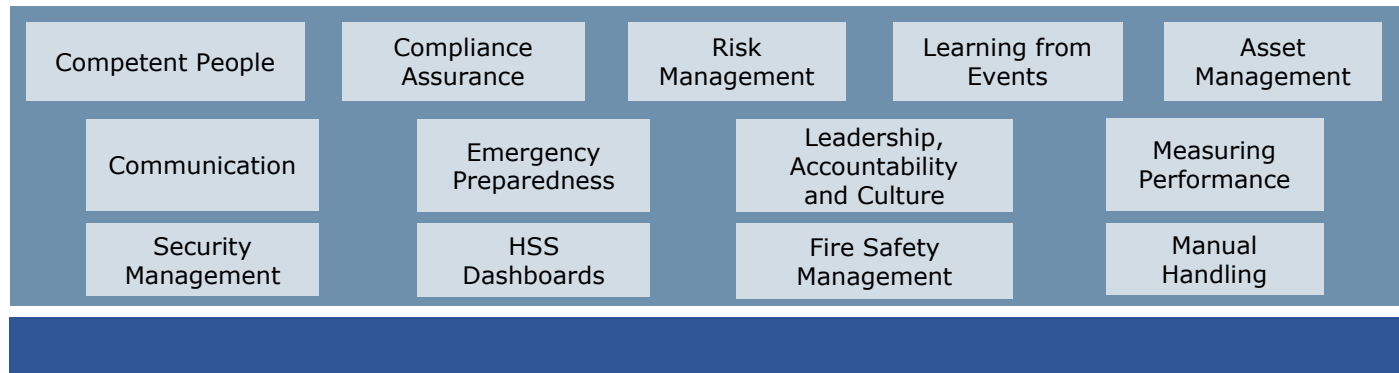 Competent People
Compliance
Assurance
Risk
Management
Learning from
Events
Asset
Management
Communication
Emergency
Preparedness
Leadership,
Accountability
and Culture
Measuring
Performance
Security
Management
HSS
Dashboards
Fire Safety
Management
Manual
Handling